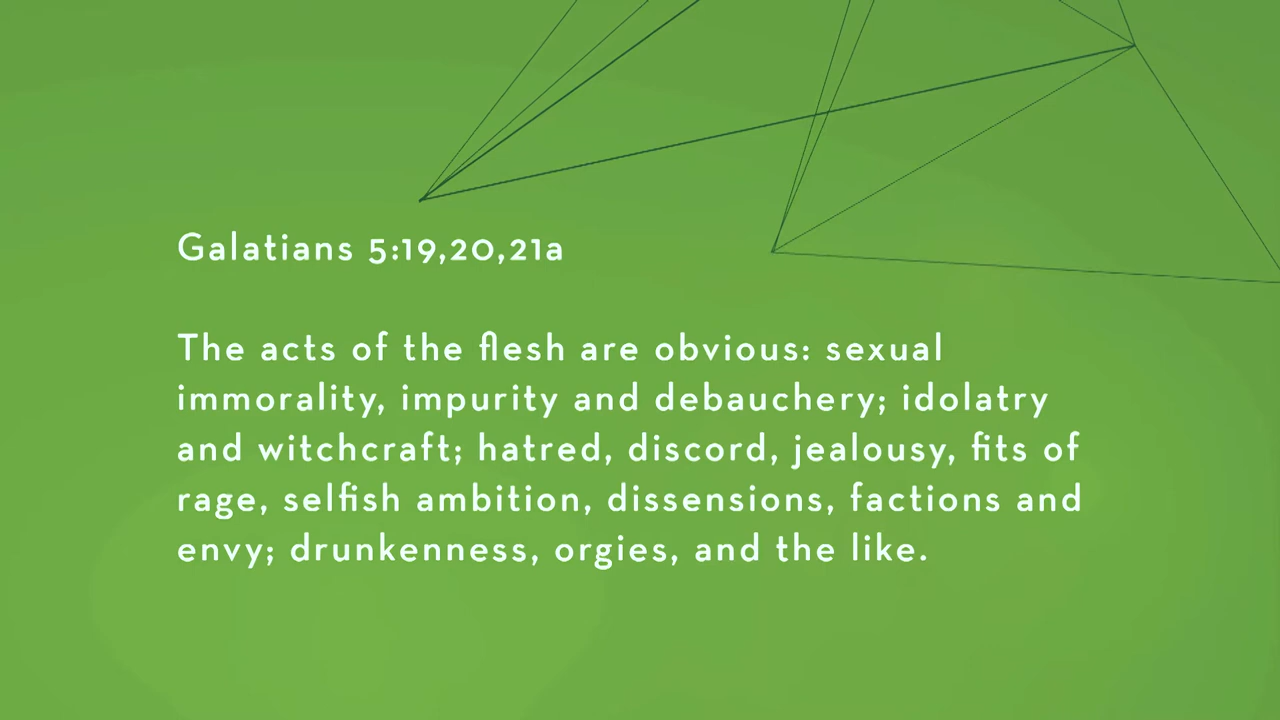 Galatians 5:19,20,21a
The acts of the flesh are obvious: sexual
immorality, impurity and debauchery; idolatry
and witchcraft; hatred, discord, jealousy, fits of
rage, selfish ambition, dissensions, factions and
envy; drunkenness, orgies, and the like.